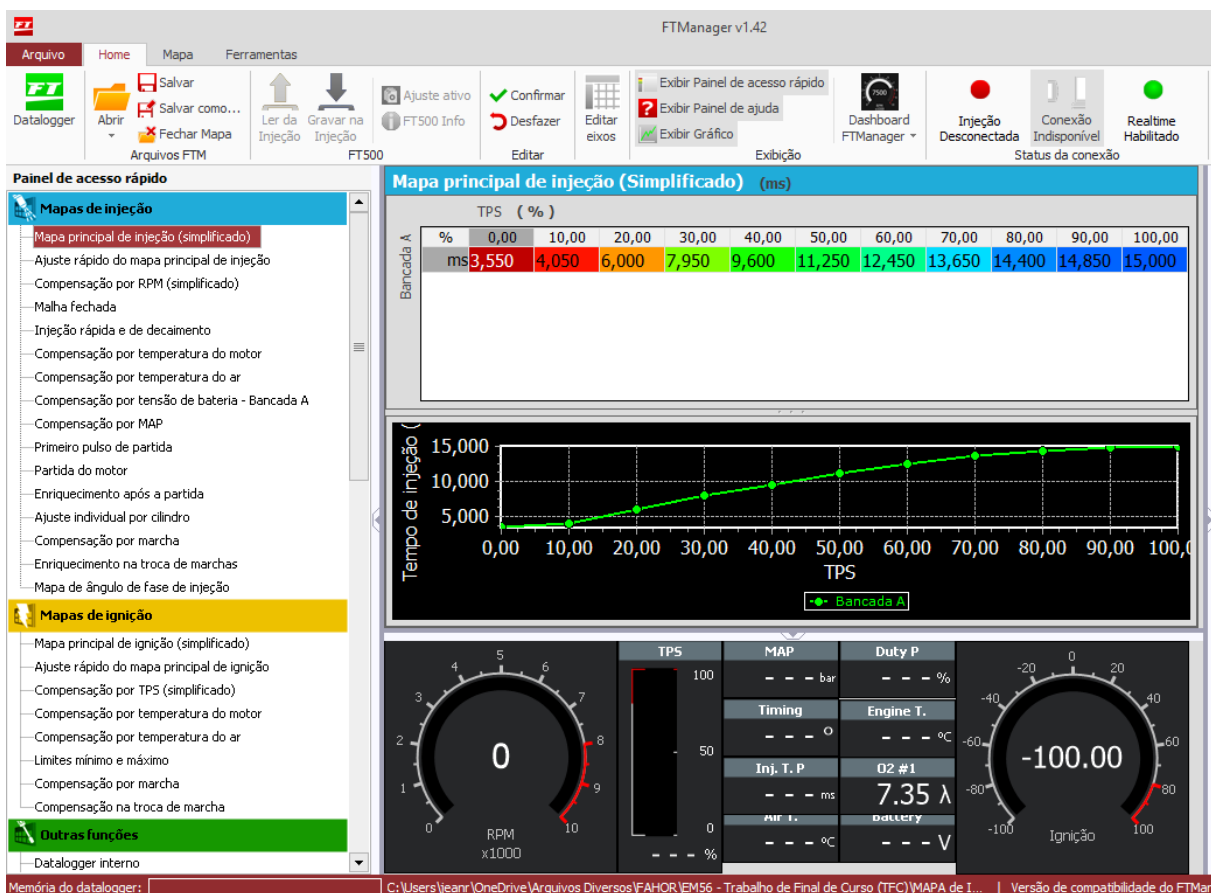 FT
FTManager v1.42
Arquivo Home Mapa Ferramentas
FT
Datalogger
Abrir
Salvar
Salvar como...
Fechar Mapa
Arquivos FTM
Ler da Injeção
Gravar na Injeção
Ajuste ativo
FT500 Info
FT500
Confirmar
Desfazer
Editar
Editar eixos
Exibir Painel de acesso rápido
Exibir Painel de ajuda
Exibir Gráfico
7500
Dashboard FTManager
Exibição
Injeção Desconectada
Conexão Indisponível
Realtime Habilitado
Status da conexão
Painel de acesso rápido
Mapas de injeção
Mapa principal de injeção (simplificado)
Ajuste rápido do mapa principal de injeção
Compensação por RPM (simplificado)
Malha fechada
Injeção rápida e de decaimento
Compensação por temperatura do motor
Compensação por temperatura do ar
Compensação por tensão de bateria - Bancada A
Compensação por MAP
Primeiro pulso de partida
Partida do motor
Enriquecimento após a partida
Ajuste individual por cilindro
Compensação por marcha
Enriquecimento na troca de marchas
Mapa de ângulo de fase de injeção
Mapas de ignição
Mapa principal de ignição (simplificado)
Ajuste rápido do mapa principal de ignição
Compensação por TPS (simplificado)
Compensação por temperatura do motor
Compensação por temperatura do ar
Limites mínimo e máximo
Compensação por marcha
Compensação na troca de marcha
Outras funções
Datalogger interno
Mapa principal de injeção (Simplificado) (ms)
TPS ( % )
Bancada A
% 0,00 10,00 20,00 30,00 40,00 50,00 60,00 70,00 80,00 90,00 100,00
ms 3,550 4,050 6,000 7,950 9,600 11,250 12,450 13,650 14,400 14,850 15,000
Tempo de injeção (
15,000
10,000
5,000
0,00 10,00 20,00 30,00 40,00 50,00 60,00 70,00 80,00 90,00 100,0
TPS
Bancada A
0 1 2 3 4 5 6 7 8 9 10
0
RPM
x1000
TPS
100
50
0
- - - %
MAP
- - - bar
Duty P
- - - %
Timing
- - - º
Engine T.
- - - ºC
Inj. T. P
- - - ms
O2 #1
7.35 λ
Air T.
- - - ºC
Battery
- - - V
-100 -80 -60 -40 -20 0 20 40 60 80 100
-100.00
Ignição
Memória do datalogger:
C:\Users\jeanr\OneDrive\Arquivos Diversos\FAHOR\EM56 - Trabalho de Final de Curso (TFC)\MAPA de I... | Versão de compatibilidade do FTMan